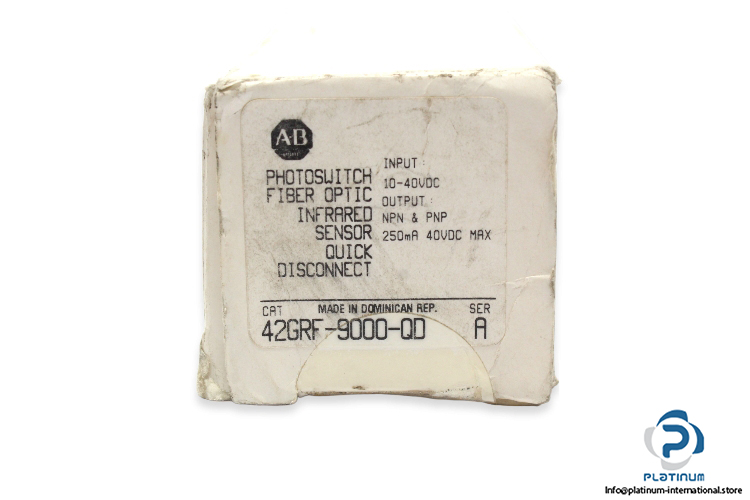 AB
PHOTOSWITCH
FIBER OPTIC
INFRARED
SENSOR
QUICK
DISCONNECT
INPUT :
10-40VDC
OUTPUT :
NPN & PNP
250mA 40VDC MAX
CAT
MADE IN DOMINICAN REP.
SER
42GRF-9000-QD
A
PLATINUM
Info@platinum-international.store